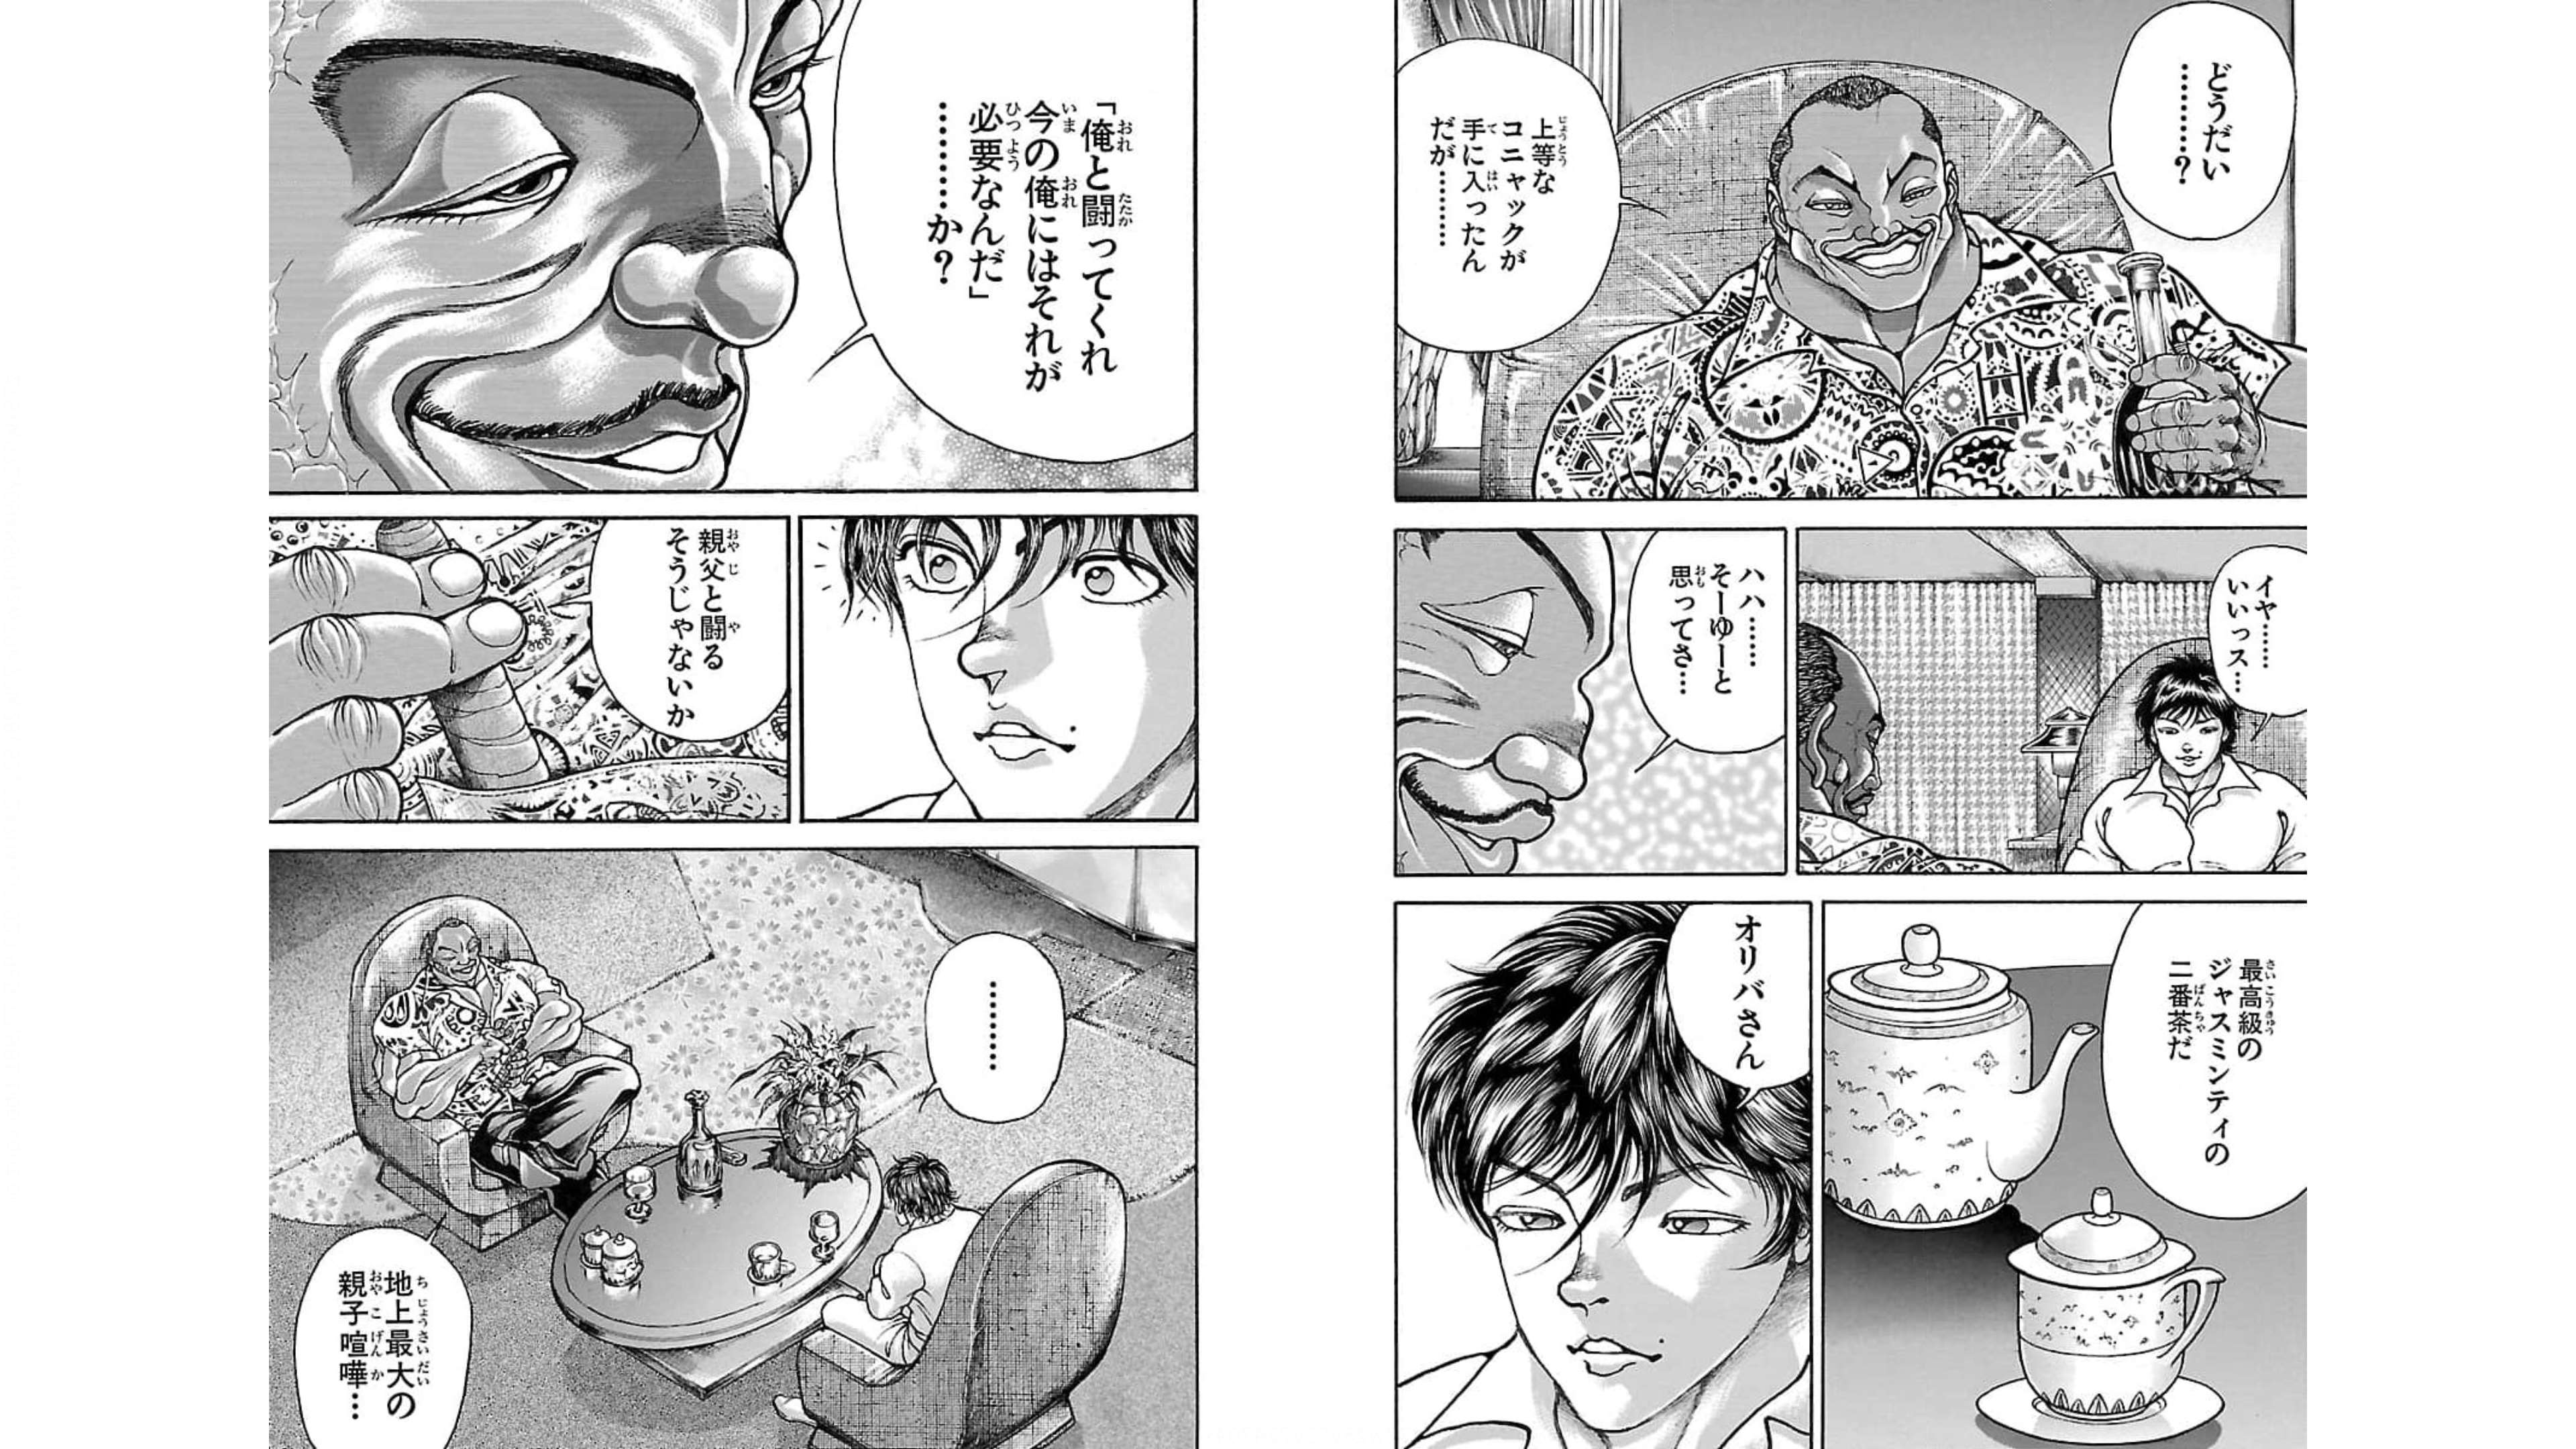 どうだい
…………？
上等な
コニャックが
手に入ったん
だが…………
イヤ……
いいっス…
ハハ……
そーゆーと
思ってさ…
最高級の
ジャスミンティの
二番茶だ
オリバさん
「俺と闘ってくれ
今の俺にはそれが
必要なんだ」
…………か？
親父と闘る
そうじゃないか
………
地上最大の
親子喧嘩…